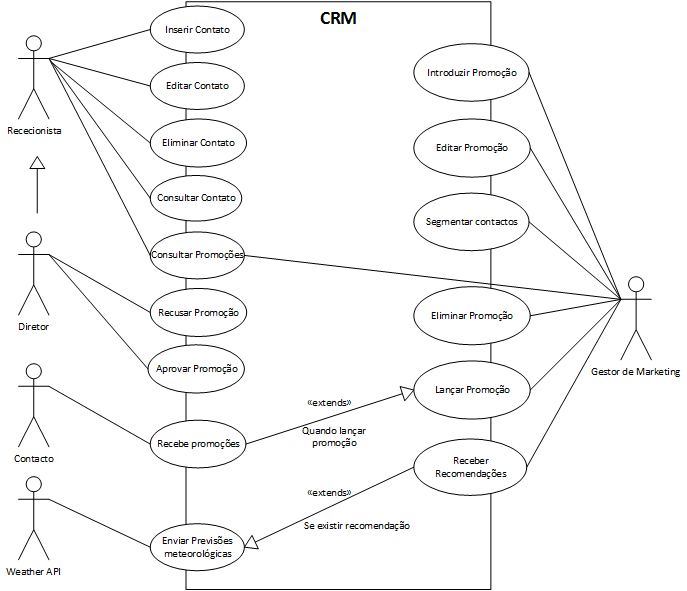 CRM
Inserir Contato
Editar Contato
Eliminar Contato
Consultar Contato
Consultar Promoções
Recusar Promoção
Aprovar Promoção
Recebe promoções
Enviar Previsões
meteorológicas
Rececionista
Diretor
Contacto
Weather API
«extends»
Quando lançar
promoção
«extends»
Se existir recomendação
Introduzir Promoção
Editar Promoção
Segmentar contactos
Eliminar Promoção
Lançar Promoção
Receber
Recomendações
Gestor de Marketing